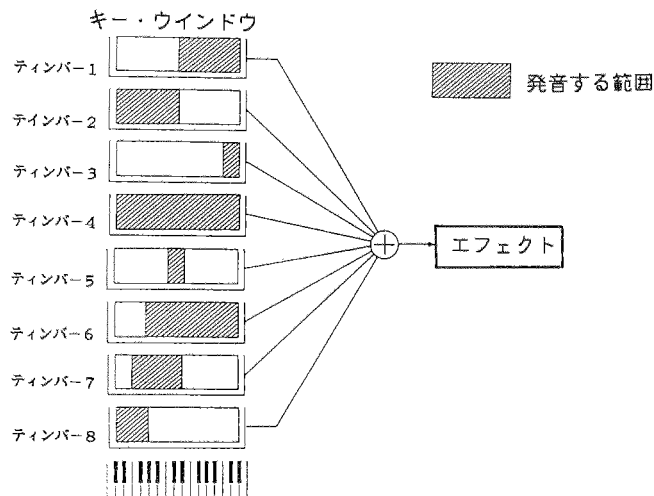 キー・ウインドウ
ティンバー1
テインバー2
ティンバー3
ティンバー4
ティンバー5
ティンバー6
ティンバー7
ティンバー8
発音する範囲
エフェクト